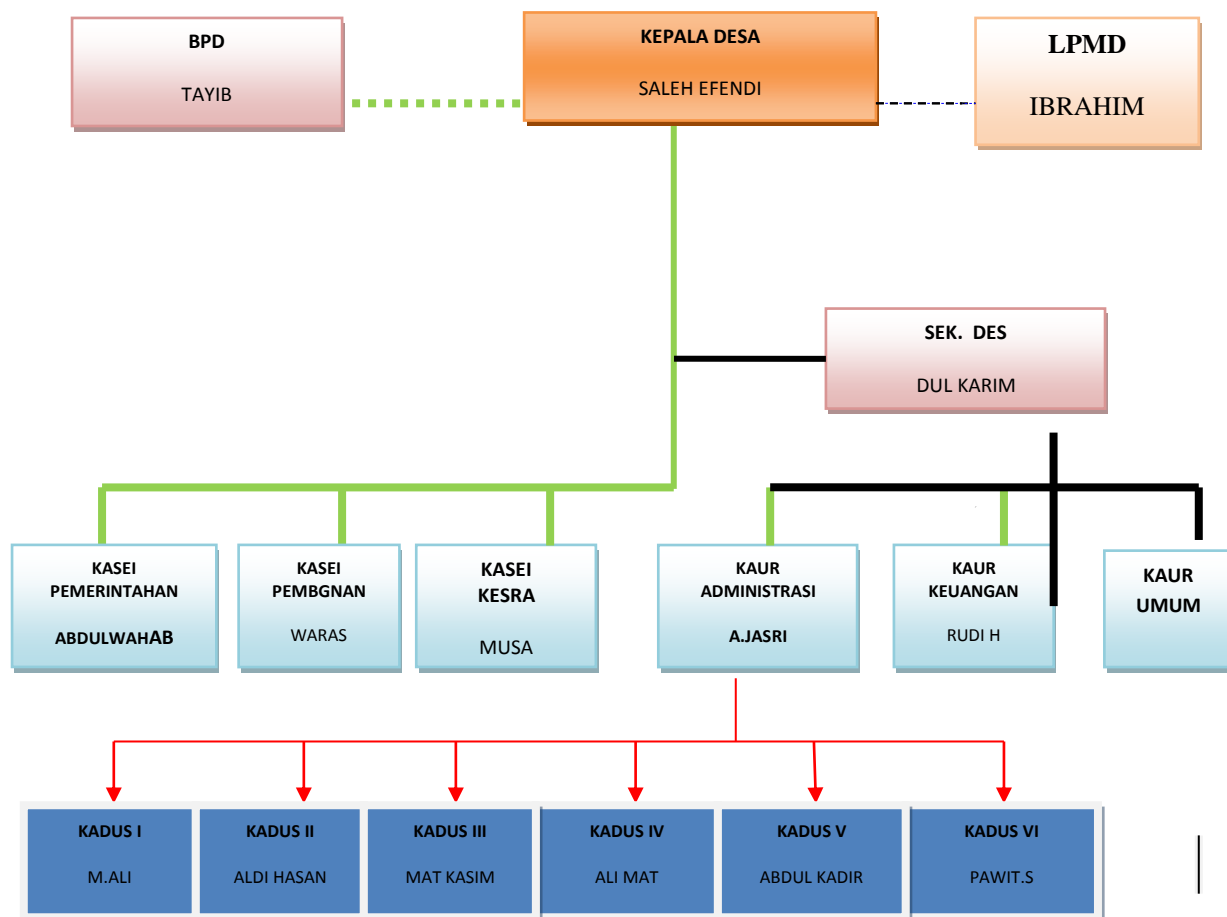 BPD
TAYIB
KEPALA DESA
SALEH EFENDI
LPMD
IBRAHIM
SEK. DES
DUL KARIM
KASEI
PEMERINTAHAN
ABDULWAHAB
KASEI
PEMBGNAN
WARAS
KASEI
KESRA
MUSA
KAUR
ADMINISTRASI
A.JASRI
KAUR
KEUANGAN
RUDI H
KAUR
UMUM
KADUS I
M.ALI
KADUS II
ALDI HASAN
KADUS III
MAT KASIM
KADUS IV
ALI MAT
KADUS V
ABDUL KADIR
KADUS VI
PAWIT.S